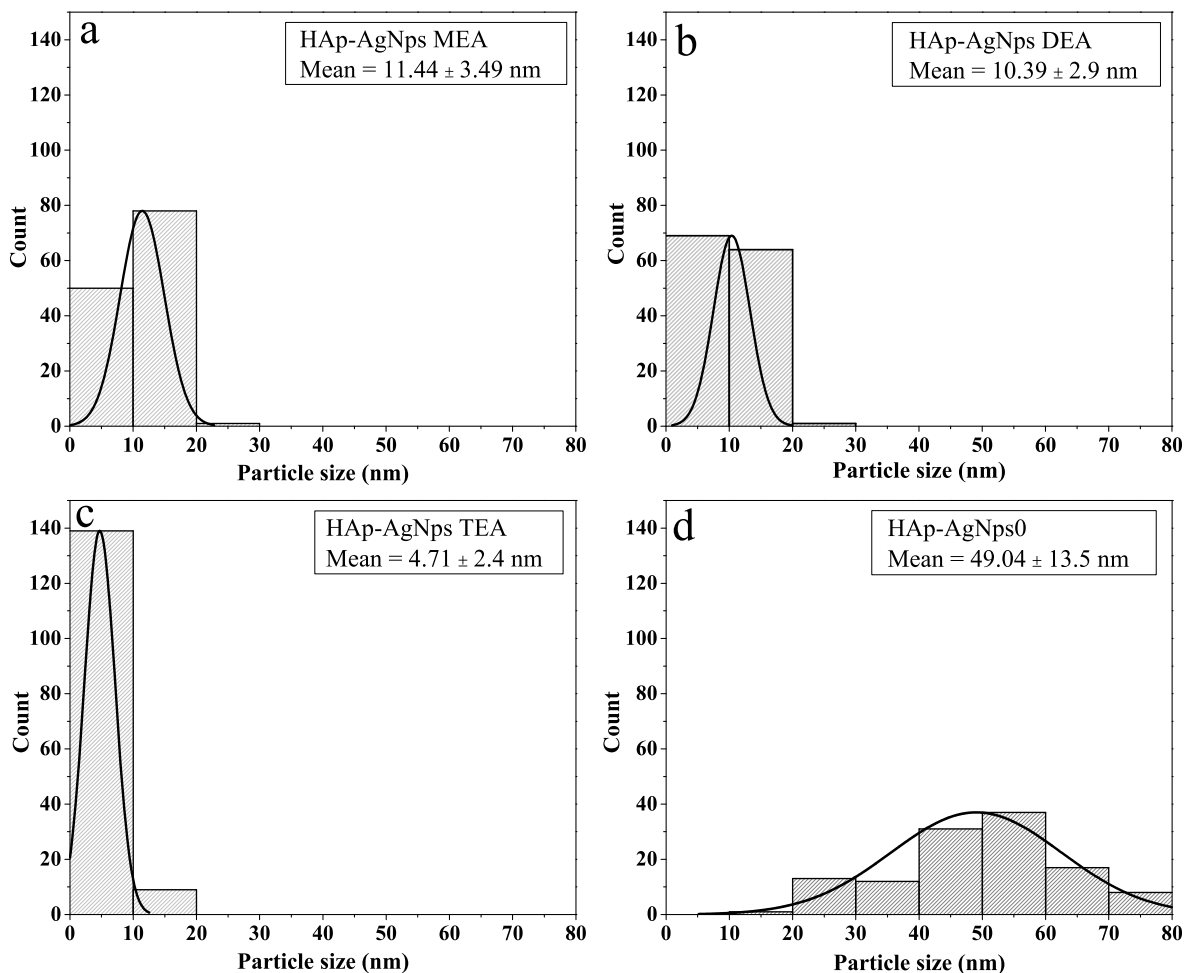 a
HAp-AgNps MEA
Mean = 11.44 ± 3.49 nm
140
120
100
80
60
40
20
0
Count
0 10 20 30 40 50 60 70 80
Particle size (nm)
b
HAp-AgNps DEA
Mean = 10.39 ± 2.9 nm
140
120
100
80
60
40
20
0
Count
0 10 20 30 40 50 60 70 80
Particle size (nm)
c
HAp-AgNps TEA
Mean = 4.71 ± 2.4 nm
140
120
100
80
60
40
20
0
Count
0 10 20 30 40 50 60 70 80
Particle size (nm)
d
HAp-AgNps0
Mean = 49.04 ± 13.5 nm
140
120
100
80
60
40
20
0
Count
0 10 20 30 40 50 60 70 80
Particle size (nm)